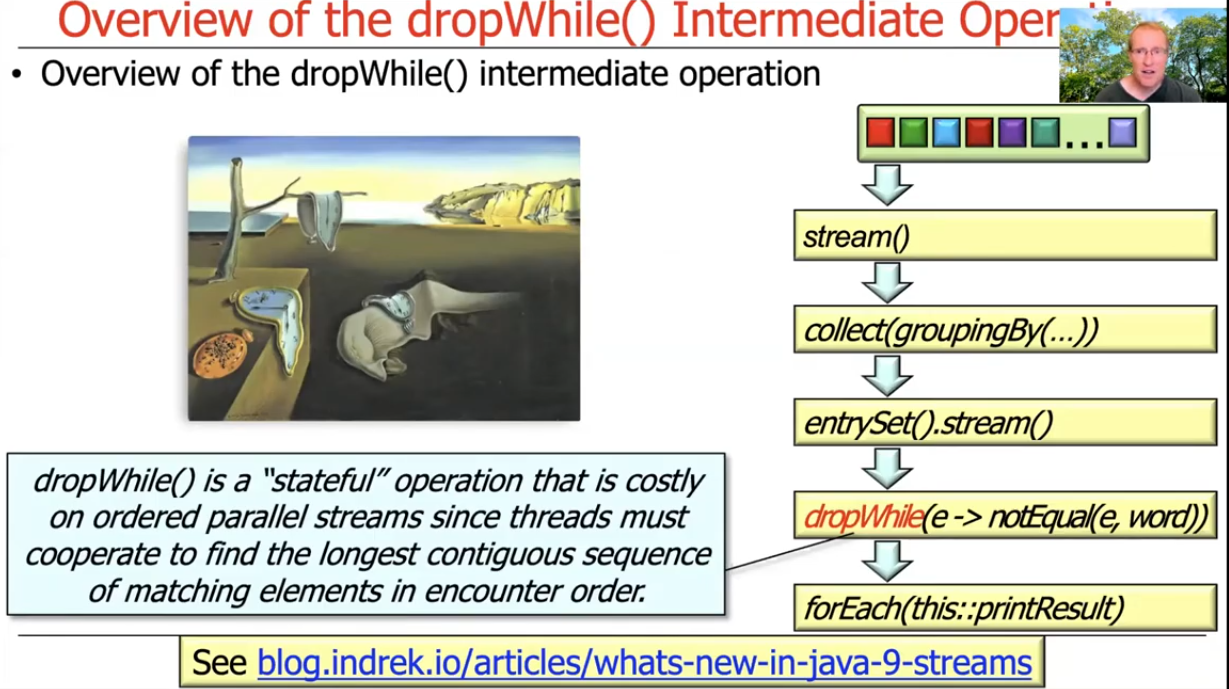 Overview of the dropWhile() Intermediate Oper
• Overview of the dropWhile() intermediate operation
...
stream()
collect(groupingBy(...))
entrySet().stream()
dropWhile(e -> notEqual(e, word))
forEach(this::printResult)
dropWhile() is a “stateful” operation that is costly
on ordered parallel streams since threads must
cooperate to find the longest contiguous sequence
of matching elements in encounter order.
See blog.indrek.io/articles/whats-new-in-java-9-streams